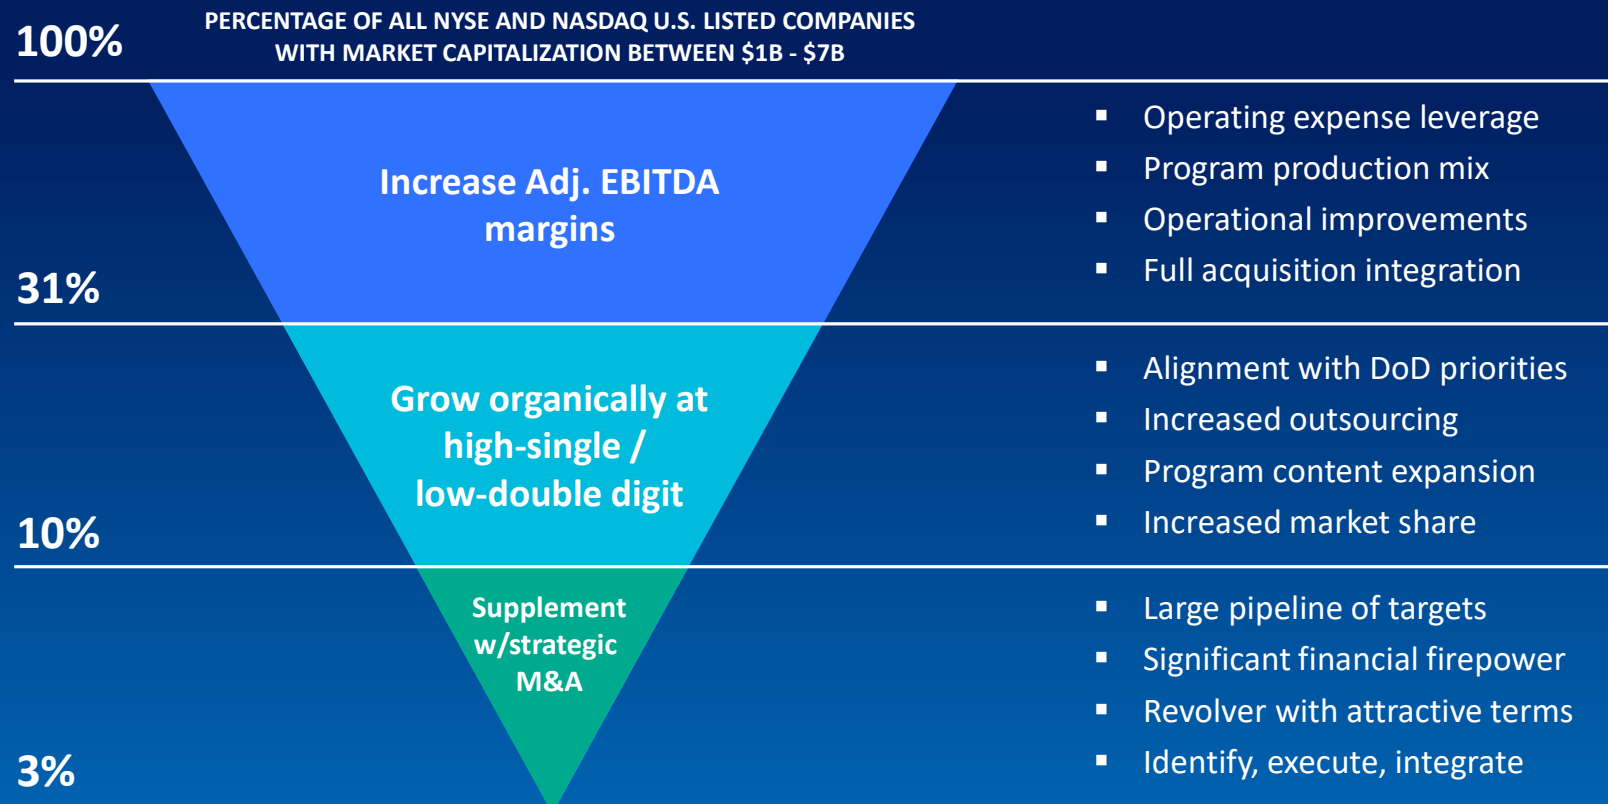 100%
PERCENTAGE OF ALL NYSE AND NASDAQ U.S. LISTED COMPANIES
WITH MARKET CAPITALIZATION BETWEEN $1B - $7B
Increase Adj. EBITDA
margins
▪ Operating expense leverage
▪ Program production mix
▪ Operational improvements
▪ Full acquisition integration
31%
Grow organically at
high-single /
low-double digit
▪ Alignment with DoD priorities
▪ Increased outsourcing
▪ Program content expansion
▪ Increased market share
10%
Supplement
w/strategic
M&A
▪ Large pipeline of targets
▪ Significant financial firepower
▪ Revolver with attractive terms
▪ Identify, execute, integrate
3%